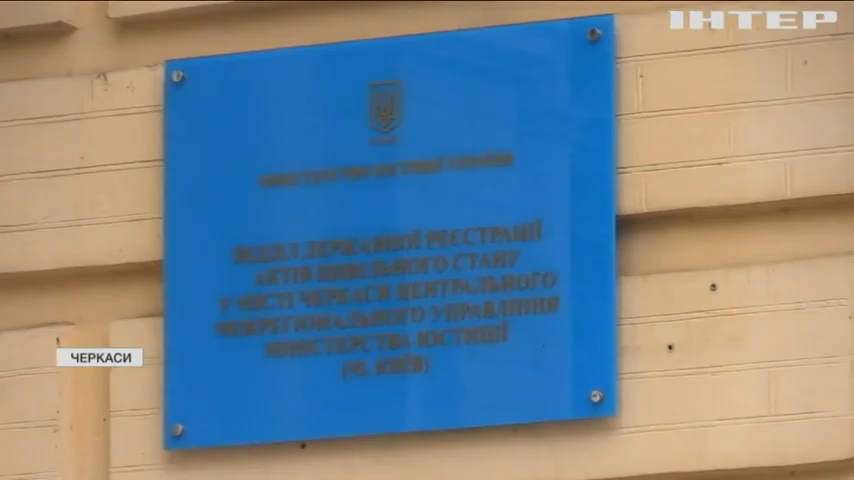 ІНТЕР
МІНІСТЕРСТВО ЮСТИЦІЇ УКРАЇНИ
ВІДДІЛ ДЕРЖАВНОЇ РЕЄСТРАЦІЇ
АКТІВ ЦИВІЛЬНОГО СТАНУ
У МІСТІ ЧЕРКАСИ ЦЕНТРАЛЬНОГО
МІЖРЕГІОНАЛЬНОГО УПРАВЛІННЯ
МІНІСТЕРСТВА ЮСТИЦІЇ
(М. КИЇВ)
ЧЕРКАСИ